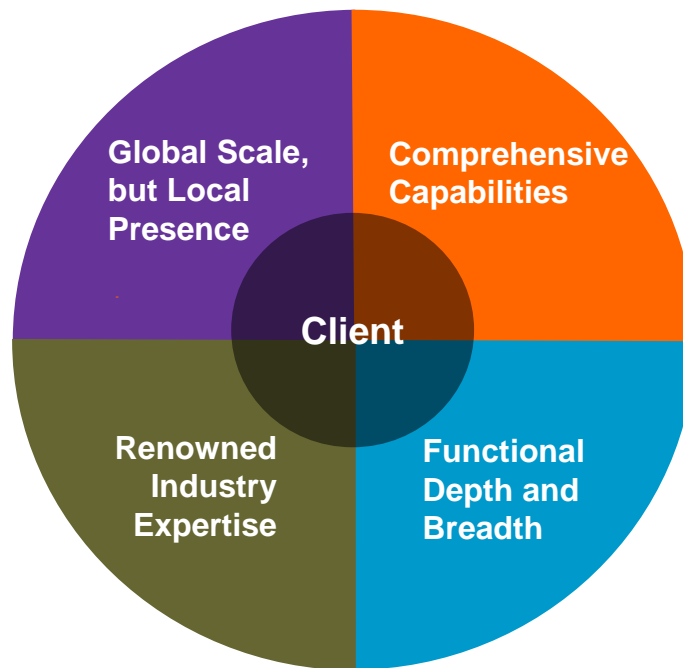 Global Scale,
but Local
Presence
Comprehensive
Capabilities
Client
Renowned
Industry
Expertise
Functional
Depth and
Breadth